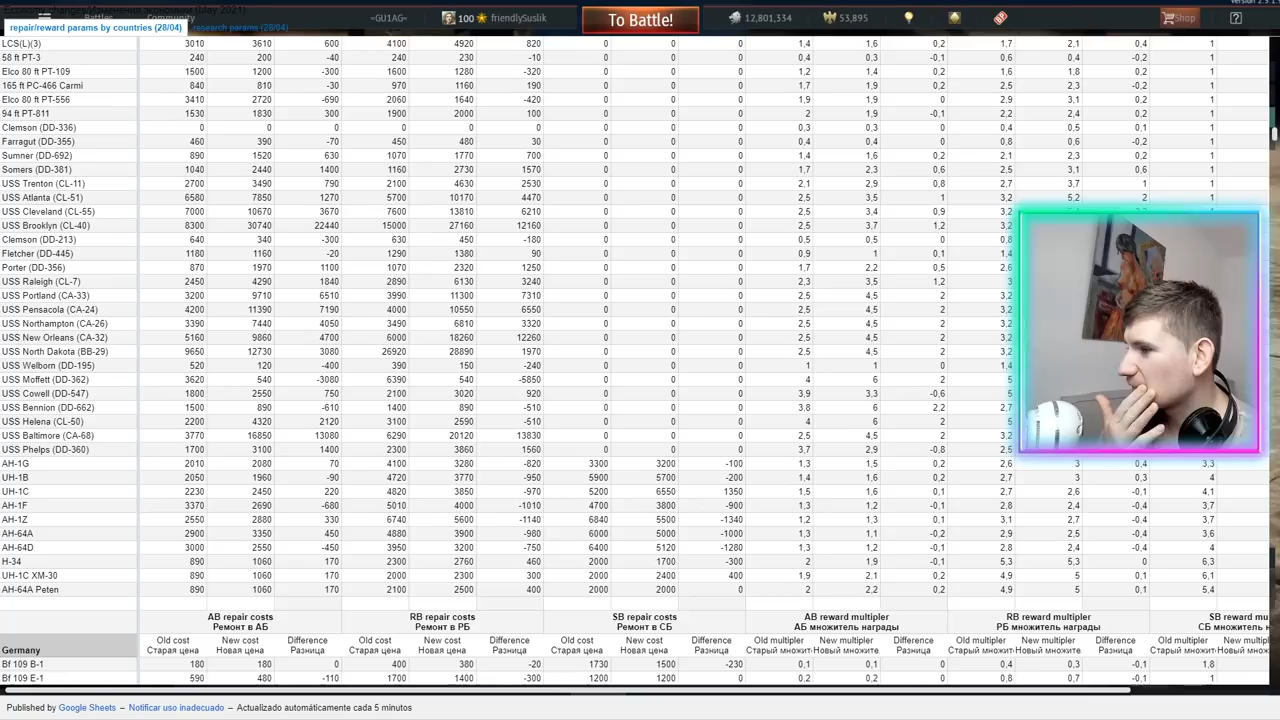 Economy changes/Изменения экономики (May 2021)
Battles Community =GU1AG= 100 friendlySuslik To Battle! 12,801,334 53,895 Shop
repair/reward params by countries (28/04) research params (28/04)
LCS(L)(3) 3010 3610 600 4100 4920 820 0 0 0 1,4 1,6 0,2 1,7 2,1 0,4 1
58 ft PT-3 240 200 -40 240 230 -10 0 0 0 0,4 0,3 -0,1 0,6 0,4 -0,2 1
Elco 80 ft PT-109 1500 1200 -300 1600 1280 -320 0 0 0 1,2 1,4 0,2 1,6 1,8 0,2 1
165 ft PC-466 Carmi 840 810 -30 970 1160 190 0 0 0 1,7 1,9 0,2 2,5 2,3 -0,2 1
Elco 80 ft PT-556 3410 2720 -690 2060 1640 -420 0 0 0 1,9 1,9 0 2,9 3,1 0,2 1
94 ft PT-811 1530 1830 300 1900 2000 100 0 0 0 2 1,9 -0,1 2,2 2,4 0,2 1
Clemson (DD-336) 0 0 0 0 0 0 0 0 0 0,3 0,3 0 0,4 0,5 0,1 1
Farragut (DD-355) 460 390 -70 450 480 30 0 0 0 0,4 0,4 0 0,8 0,6 -0,2 1
Sumner (DD-692) 890 1520 630 1070 1770 700 0 0 0 1,4 1,6 0,2 2,1 2,3 0,2 1
Somers (DD-381) 1040 2440 1400 1160 2730 1570 0 0 0 1,7 2,3 0,6 2,5 3,1 0,6 1
USS Trenton (CL-11) 2700 3490 790 2100 4630 2530 0 0 0 2,1 2,9 0,8 2,7 3,7 1 1
USS Atlanta (CL-51) 6580 7850 1270 5700 10170 4470 0 0 0 2,5 3,5 1 3,2 5,2 2 1
USS Cleveland (CL-55) 7000 10670 3670 7600 13810 6210 0 0 0 2,5 3,4 0,9 3,2
USS Brooklyn (CL-40) 8300 30740 22440 15000 27160 12160 0 0 0 2,5 3,7 1,2 3,2
Clemson (DD-213) 640 340 -300 630 450 -180 0 0 0 0,5 0,5 0 0,8
Fletcher (DD-445) 1180 1160 -20 1290 1380 90 0 0 0 0,9 1 0,1 1,4
Porter (DD-356) 870 1970 1100 1070 2320 1250 0 0 0 1,7 2,2 0,5 2,6
USS Raleigh (CL-7) 2450 4290 1840 2890 6130 3240 0 0 0 2,3 3,5 1,2 3
USS Portland (CA-33) 3200 9710 6510 3990 11300 7310 0 0 0 2,5 4,5 2 3,2
USS Pensacola (CA-24) 4200 11390 7190 4000 10550 6550 0 0 0 2,5 4,5 2 3,2
USS Northampton (CA-26) 3390 7440 4050 3490 6810 3320 0 0 0 2,5 4,5 2 3,2
USS New Orleans (CA-32) 5160 9860 4700 6000 18260 12260 0 0 0 2,5 4,5 2 3,2
USS North Dakota (BB-29) 9650 12730 3080 26920 28890 1970 0 0 0 2,5 4,5 2 3,2
USS Welborn (DD-195) 520 120 -400 390 150 -240 0 0 0 1 1 0 1,4
USS Moffett (DD-362) 3620 540 -3080 6390 540 -5850 0 0 0 4 6 2 5
USS Cowell (DD-547) 1800 2550 750 2100 3020 920 0 0 0 3,9 3,3 -0,6 5
USS Bennion (DD-662) 1500 890 -610 1400 890 -510 0 0 0 3,8 6 2,2 2,7
USS Helena (CL-50) 2200 4320 2120 3100 2590 -510 0 0 0 4 6 2 5
USS Baltimore (CA-68) 3770 16850 13080 6290 20120 13830 0 0 0 2,5 4,5 2 3,2
USS Phelps (DD-360) 1700 3100 1400 2300 3860 1560 0 0 0 3,7 2,9 -0,8 2,5
AH-1G 2010 2080 70 4100 3280 -820 3300 3200 -100 1,3 1,5 0,2 2,6 3 0,4 3,3
UH-1B 2050 1960 -90 4720 3770 -950 5900 5700 -200 1,4 1,6 0,2 2,7 3 0,3 4
UH-1C 2230 2450 220 4820 3850 -970 5200 6550 1350 1,5 1,6 0,1 2,7 2,6 -0,1 4,1
AH-1F 3370 2690 -680 5010 4000 -1010 4700 3800 -900 1,3 1,2 -0,1 2,8 2,4 -0,4 3,7
AH-1Z 2550 2880 330 6740 5600 -1140 6840 5500 -1340 1,2 1,3 0,1 3,1 2,7 -0,4 3,7
AH-64A 2900 3350 450 4880 3900 -980 6000 5000 -1000 1,3 1,1 -0,2 2,9 2,5 -0,4 3,6
AH-64D 3000 2550 -450 3950 3200 -750 6400 5120 -1280 1,3 1,2 -0,1 2,8 2,4 -0,4 4
H-34 890 1060 170 2300 2760 460 2000 1700 -300 2 1,9 -0,1 5,3 5,3 0 6,3
UH-1C XM-30 890 1060 170 2000 2300 300 2000 2400 400 1,9 2,1 0,2 4,9 5 0,1 6,1
AH-64A Peten 890 1060 170 2100 2500 400 2000 2000 0 2 2,2 0,2 4,9 5 0,1 5,4
AB repair costs RB repair costs SB repair costs AB reward multipler RB reward multipler SB reward mu
Ремонт в АБ Ремонт в РБ Ремонт в СБ АБ множитель награды РБ множитель награды СБ множитель н
Old cost New cost Difference Old cost New cost Difference Old cost New cost Difference Old multipler New multipler Difference Old multipler New multipler Difference Old multipler New multipl
Germany Старая цена Новая цена Разница Старая цена Новая цена Разница Старая цена Новая цена Разница Старый множит Новый множите Разница Старый множит Новый множите Разница Старый множит Новый множ
Bf 109 B-1 180 180 0 400 380 -20 1730 1500 -230 0,1 0,1 0 0,4 0,3 -0,1 1,8
Bf 109 E-1 590 480 -110 1700 1400 -300 1200 1200 0 0,2 0,2 0 0,8 0,7 -0,1 1
Published by Google Sheets – Notificar uso inadecuado – Actualizado automáticamente cada 5 minutos